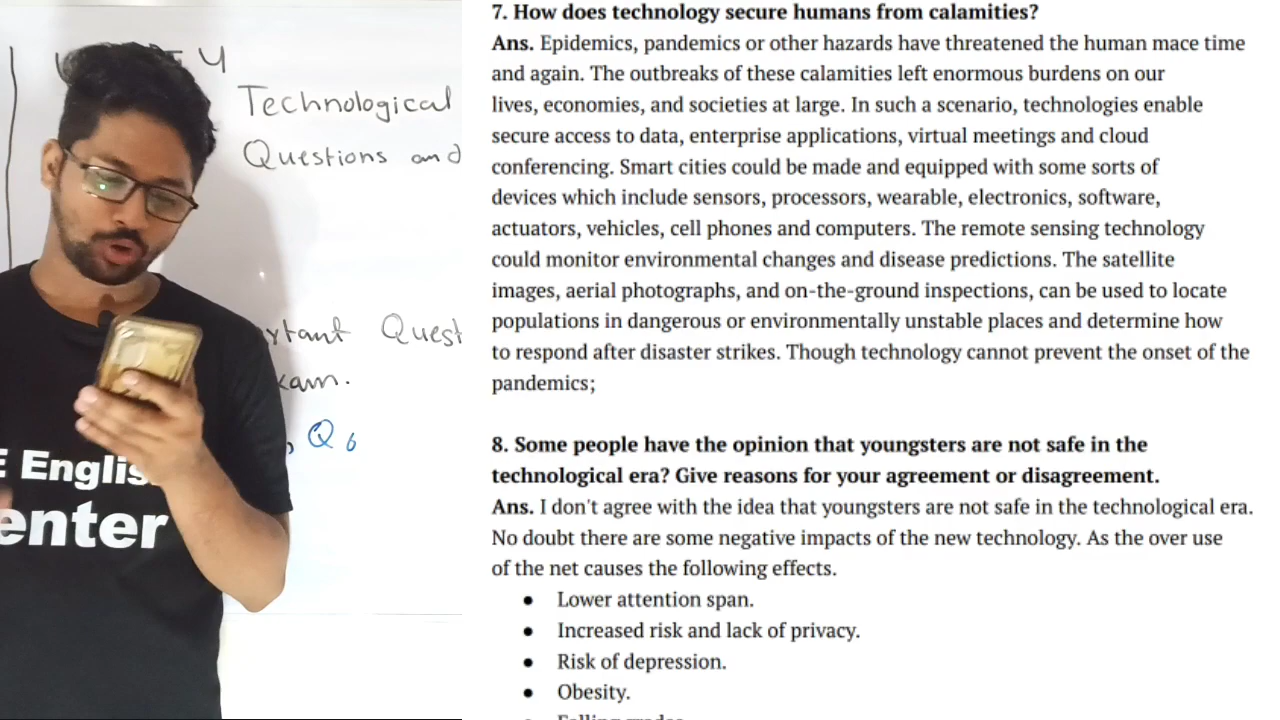 Technological
Questions and
Quest
Q 6
English
enter
7. How does technology secure humans from calamities?
Ans. Epidemics, pandemics or other hazards have threatened the human mace time
and again. The outbreaks of these calamities left enormous burdens on our
lives, economies, and societies at large. In such a scenario, technologies enable
secure access to data, enterprise applications, virtual meetings and cloud
conferencing. Smart cities could be made and equipped with some sorts of
devices which include sensors, processors, wearable, electronics, software,
actuators, vehicles, cell phones and computers. The remote sensing technology
could monitor environmental changes and disease predictions. The satellite
images, aerial photographs, and on-the-ground inspections, can be used to locate
populations in dangerous or environmentally unstable places and determine how
to respond after disaster strikes. Though technology cannot prevent the onset of the
pandemics;
8. Some people have the opinion that youngsters are not safe in the
technological era? Give reasons for your agreement or disagreement.
Ans. I don't agree with the idea that youngsters are not safe in the technological era.
No doubt there are some negative impacts of the new technology. As the over use
of the net causes the following effects.
● Lower attention span.
● Increased risk and lack of privacy.
● Risk of depression.
● Obesity.